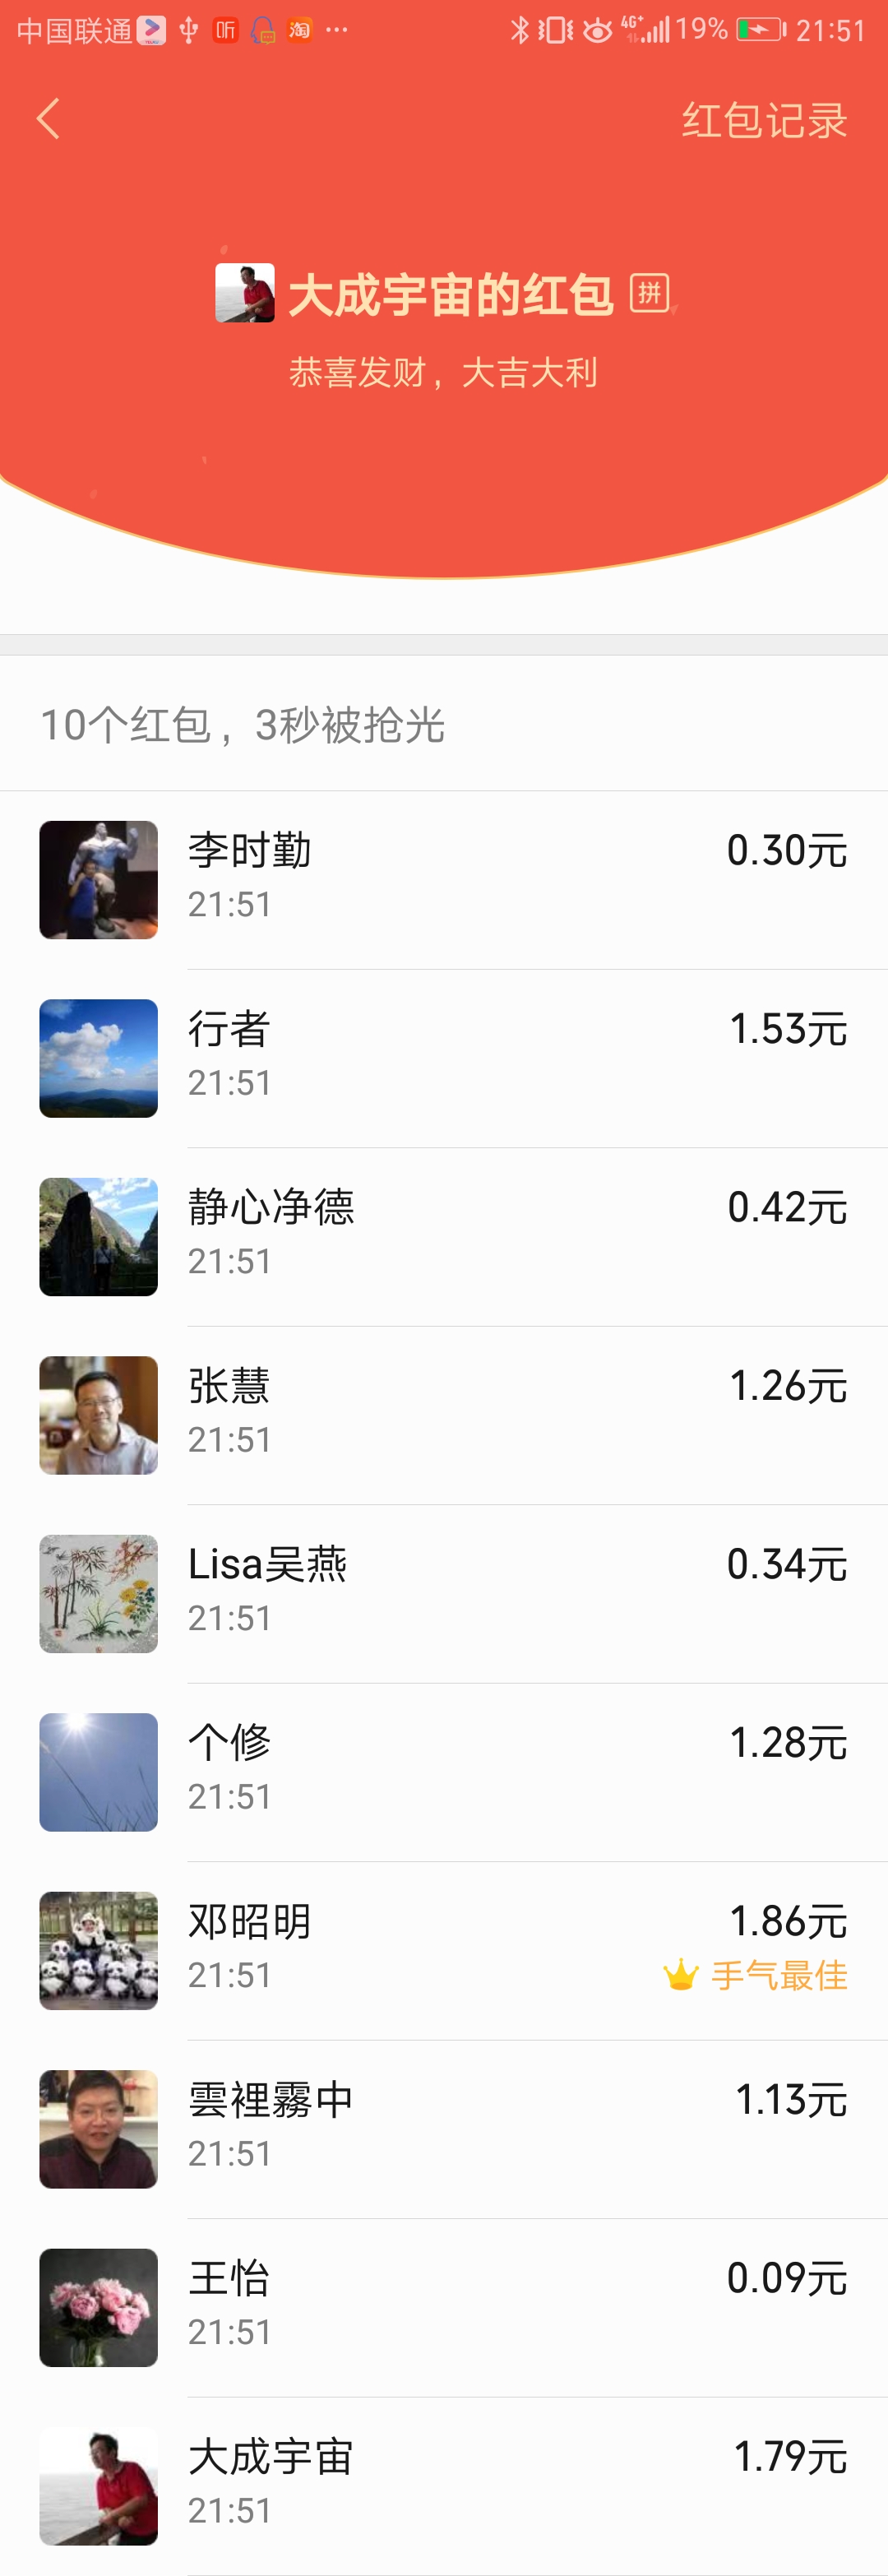 中国联通 听 淘 ... 4G+ 19% 21:51
红包记录
大成宇宙的红包 拼
恭喜发财，大吉大利
10个红包，3秒被抢光
李时勤 0.30元
21:51
行者 1.53元
21:51
静心净德 0.42元
21:51
张慧 1.26元
21:51
Lisa吴燕 0.34元
21:51
个修 1.28元
21:51
邓昭明 1.86元
21:51 手气最佳
雲裡霧中 1.13元
21:51
王怡 0.09元
21:51
大成宇宙 1.79元
21:51